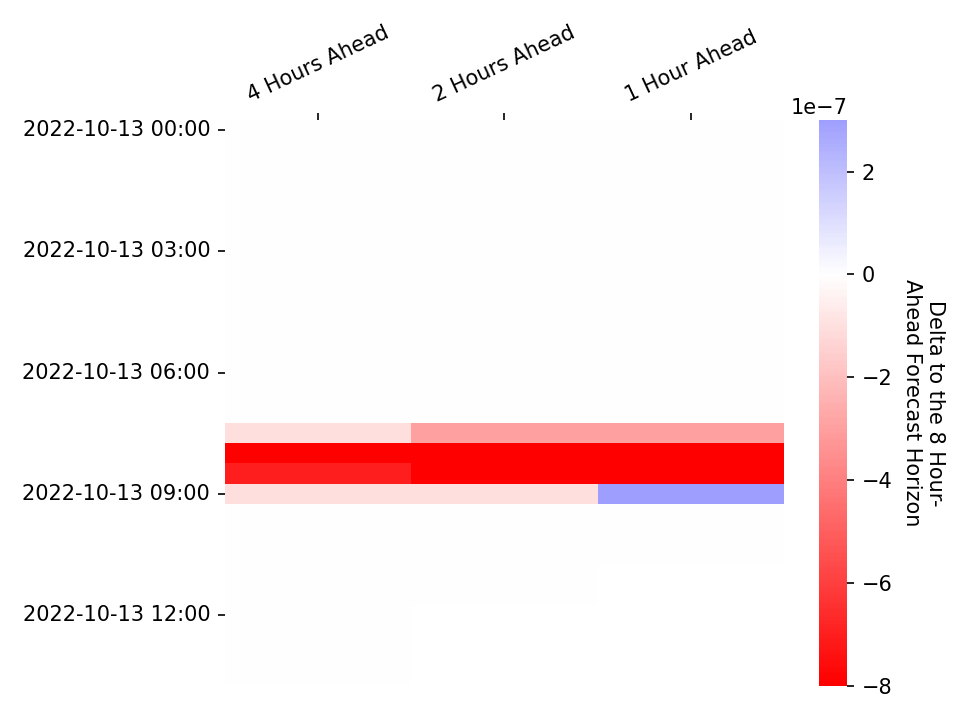 4 Hours Ahead
2 Hours Ahead
1 Hour Ahead
1e−7
2022-10-13 00:00
2022-10-13 03:00
2022-10-13 06:00
2022-10-13 09:00
2022-10-13 12:00
2
0
−2
−4
−6
−8
Delta to the 8 Hour-
Ahead Forecast Horizon